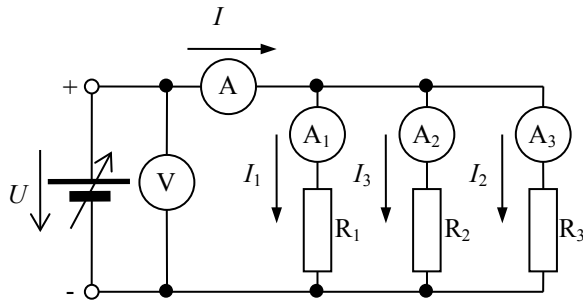 I
+ A
A₁ A₂ A₃
U V I₁ I₃ I₂
R₁ R₂ R₃
-